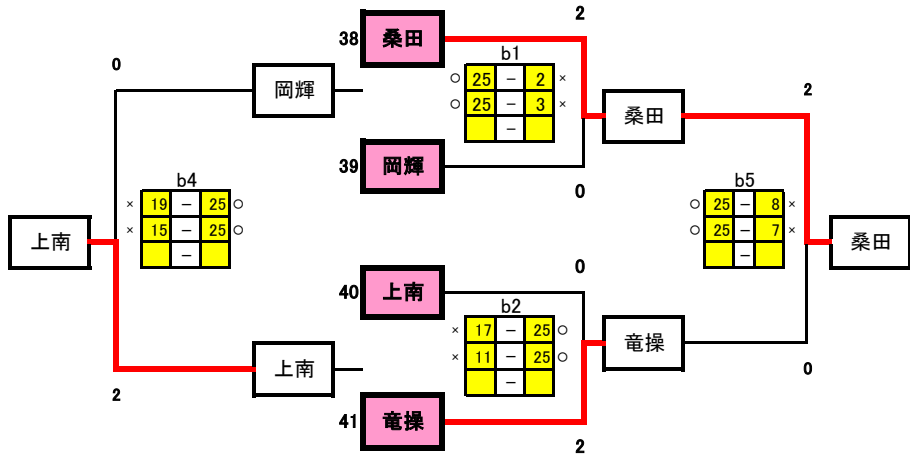 2
38 桑田
b1
0
○ 25 - 2 ×
岡輝
2
○ 25 - 3 ×
桑田
-
39 岡輝
b4
b5
0
× 19 - 25 ○
○ 25 - 8 ×
× 15 - 25 ○
○ 25 - 7 ×
上南
桑田
-
-
0
40 上南
b2
× 17 - 25 ○
竜操
× 11 - 25 ○
上南
0
-
2
41 竜操
2